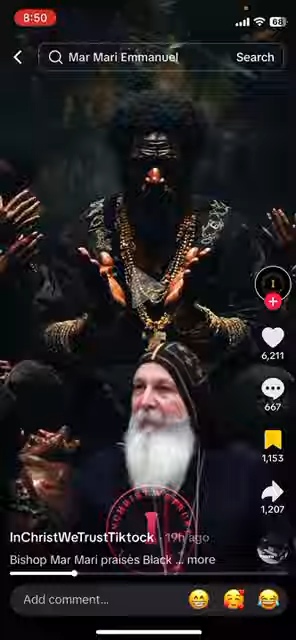 8:50
68
Mar Mari Emmanuel
Search
6,211
667
1,153
1,207
InChristWeTrustTiktock · 19h ago
Bishop Mar Mari praises Black ... more
Add comment...